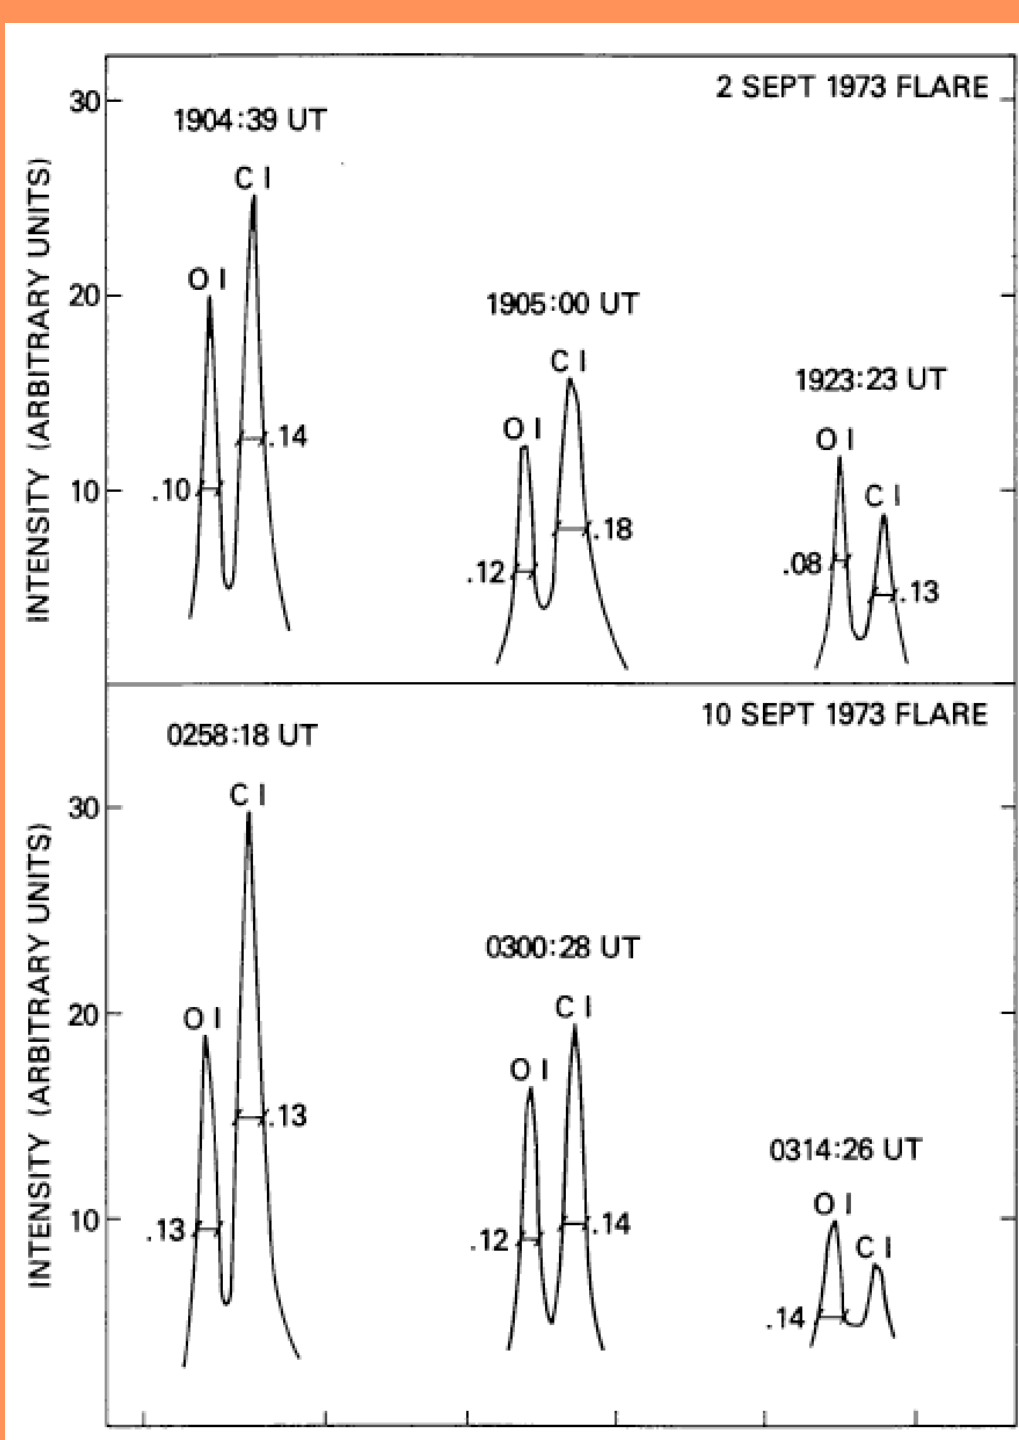 2 SEPT 1973 FLARE
30
1904:39 UT
C I
O I
20
1905:00 UT
C I
1923:23 UT
O I
O I
C I
.14
10
.10
.18
.12
.08
.13
INTENSITY (ARBITRARY UNITS)
10 SEPT 1973 FLARE
0258:18 UT
C I
30
0300:28 UT
C I
20
O I
O I
.13
0314:26 UT
O I
C I
10
.13
.12
.14
.14
INTENSITY (ARBITRARY UNITS)